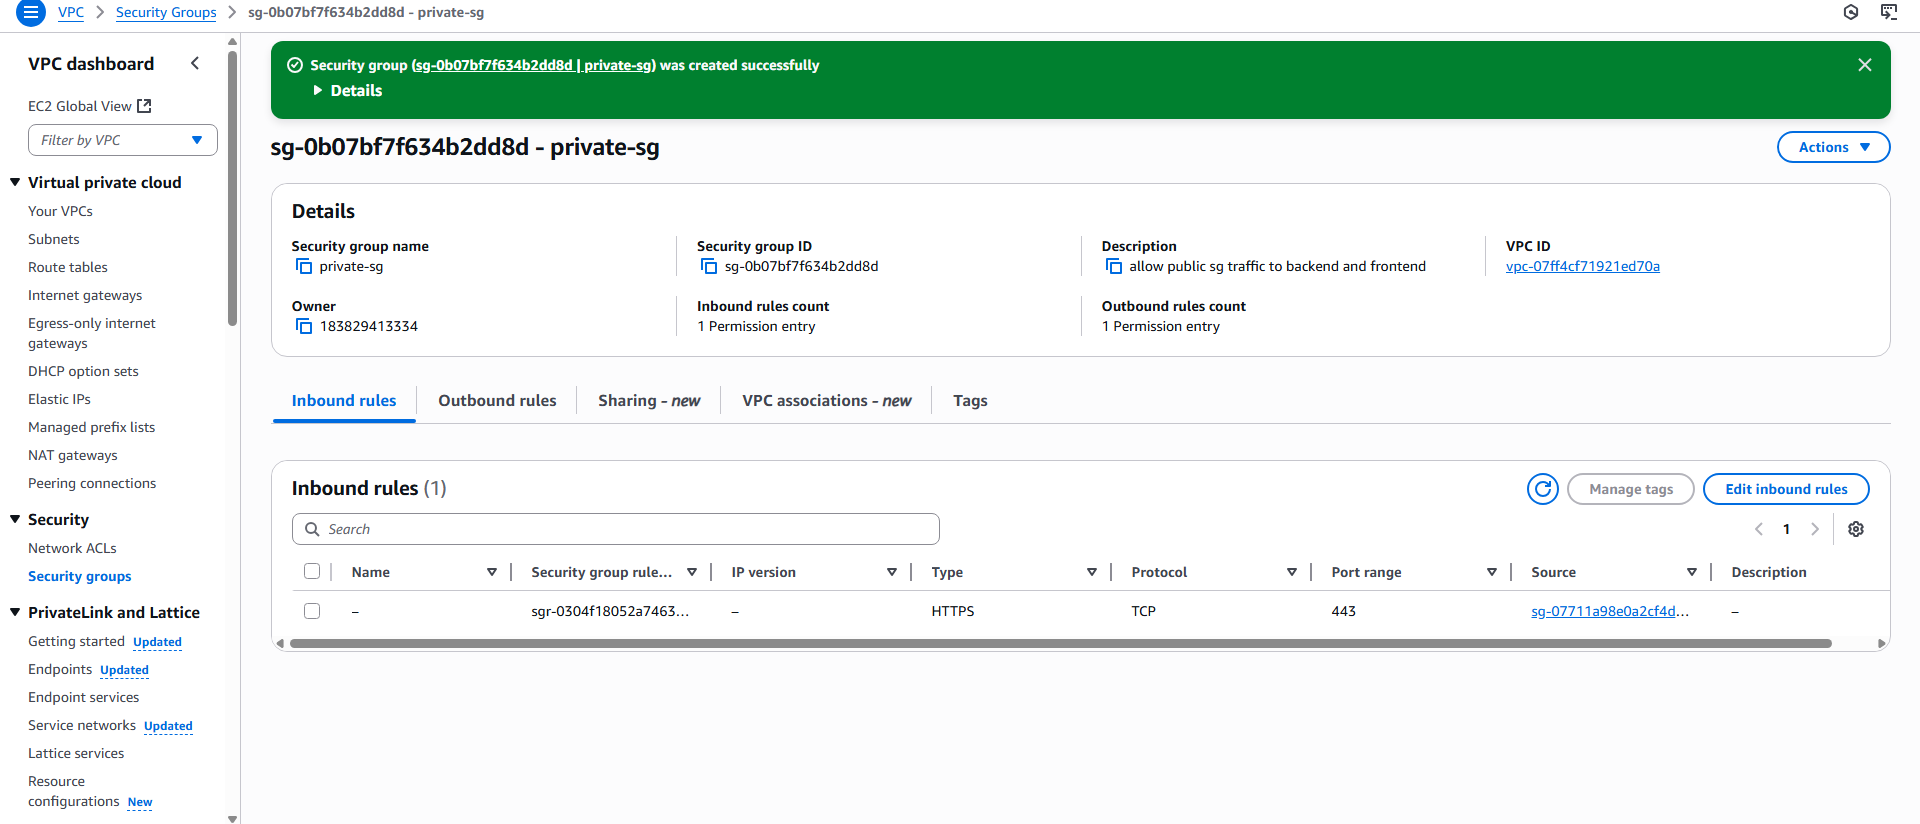 VPC > Security Groups > sg-0b07bf7f634b2dd8d - private-sg
VPC dashboard
EC2 Global View
Filter by VPC
Virtual private cloud
Your VPCs
Subnets
Route tables
Internet gateways
Egress-only internet
gateways
DHCP option sets
Elastic IPs
Managed prefix lists
NAT gateways
Peering connections
Security
Network ACLs
Security groups
PrivateLink and Lattice
Getting started Updated
Endpoints Updated
Endpoint services
Service networks Updated
Lattice services
Resource
configurations New
Security group (sg-0b07bf7f634b2dd8d | private-sg) was created successfully
Details
sg-0b07bf7f634b2dd8d - private-sg
Actions
Details
Security group name
private-sg
Security group ID
sg-0b07bf7f634b2dd8d
Description
allow public sg traffic to backend and frontend
VPC ID
vpc-07ff4cf71921ed70a
Owner
183829413334
Inbound rules count
1 Permission entry
Outbound rules count
1 Permission entry
Inbound rules Outbound rules Sharing - new VPC associations - new Tags
Inbound rules (1)
Manage tags
Edit inbound rules
Search
1
Name Security group rule... IP version Type Protocol Port range Source Description
– sgr-0304f18052a7463... – HTTPS TCP 443 sg-07711a98e0a2cf4d... –